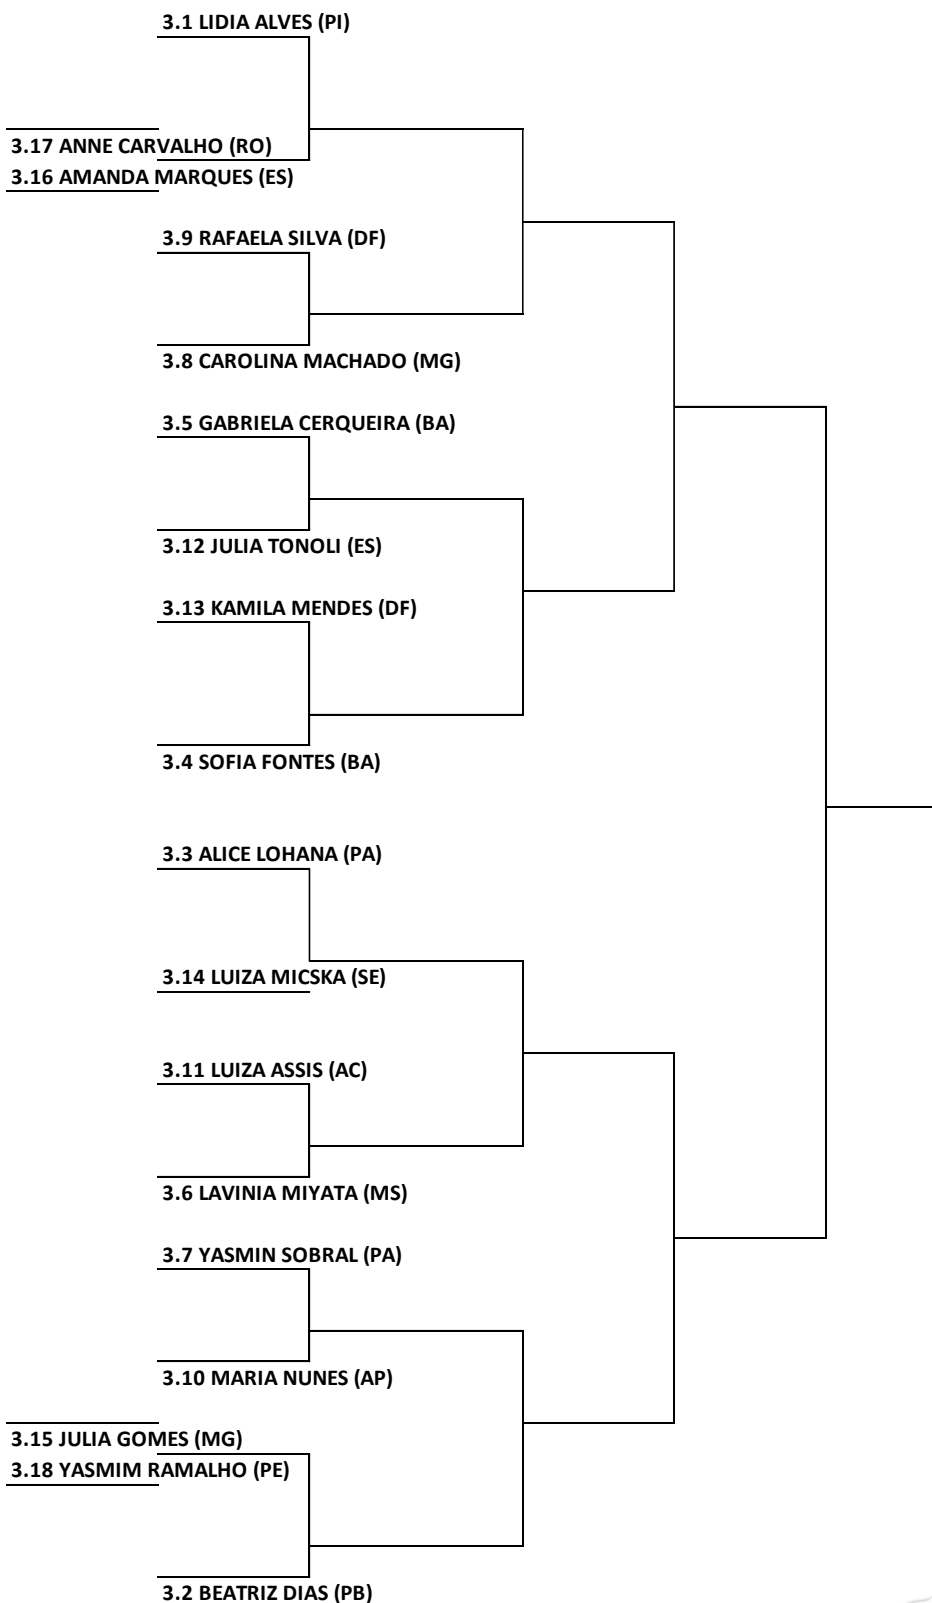 3.1 LIDIA ALVES (PI)
3.17 ANNE CARVALHO (RO)
3.16 AMANDA MARQUES (ES)
3.9 RAFAELA SILVA (DF)
3.8 CAROLINA MACHADO (MG)
3.5 GABRIELA CERQUEIRA (BA)
3.12 JULIA TONOLI (ES)
3.13 KAMILA MENDES (DF)
3.4 SOFIA FONTES (BA)
3.3 ALICE LOHANA (PA)
3.14 LUIZA MICSKA (SE)
3.11 LUIZA ASSIS (AC)
3.6 LAVINIA MIYATA (MS)
3.7 YASMIN SOBRAL (PA)
3.10 MARIA NUNES (AP)
3.15 JULIA GOMES (MG)
3.18 YASMIM RAMALHO (PE)
3.2 BEATRIZ DIAS (PB)